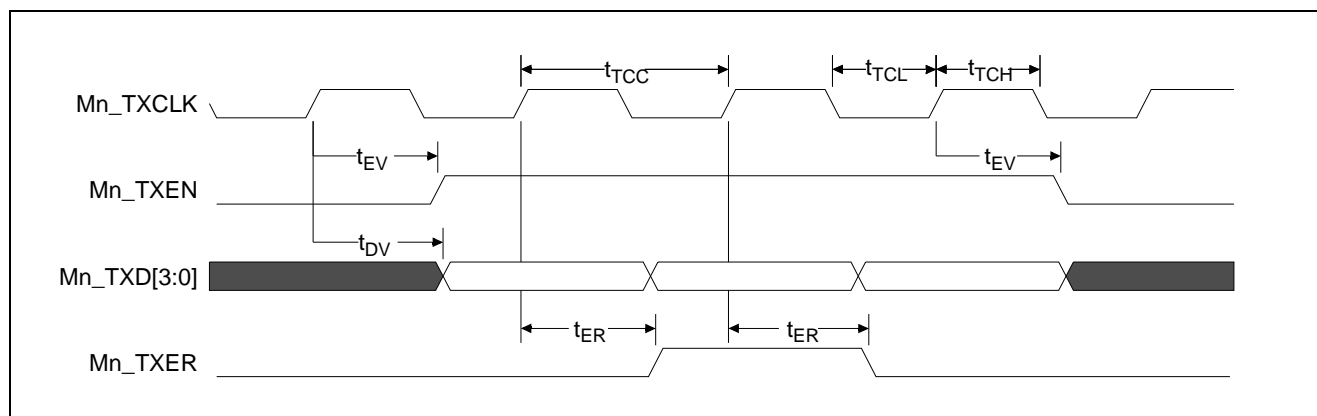 tTCC
tTCL
tTCH
Mn_TXCLK
tEV
tEV
Mn_TXEN
tDV
Mn_TXD[3:0]
tER
tER
Mn_TXER